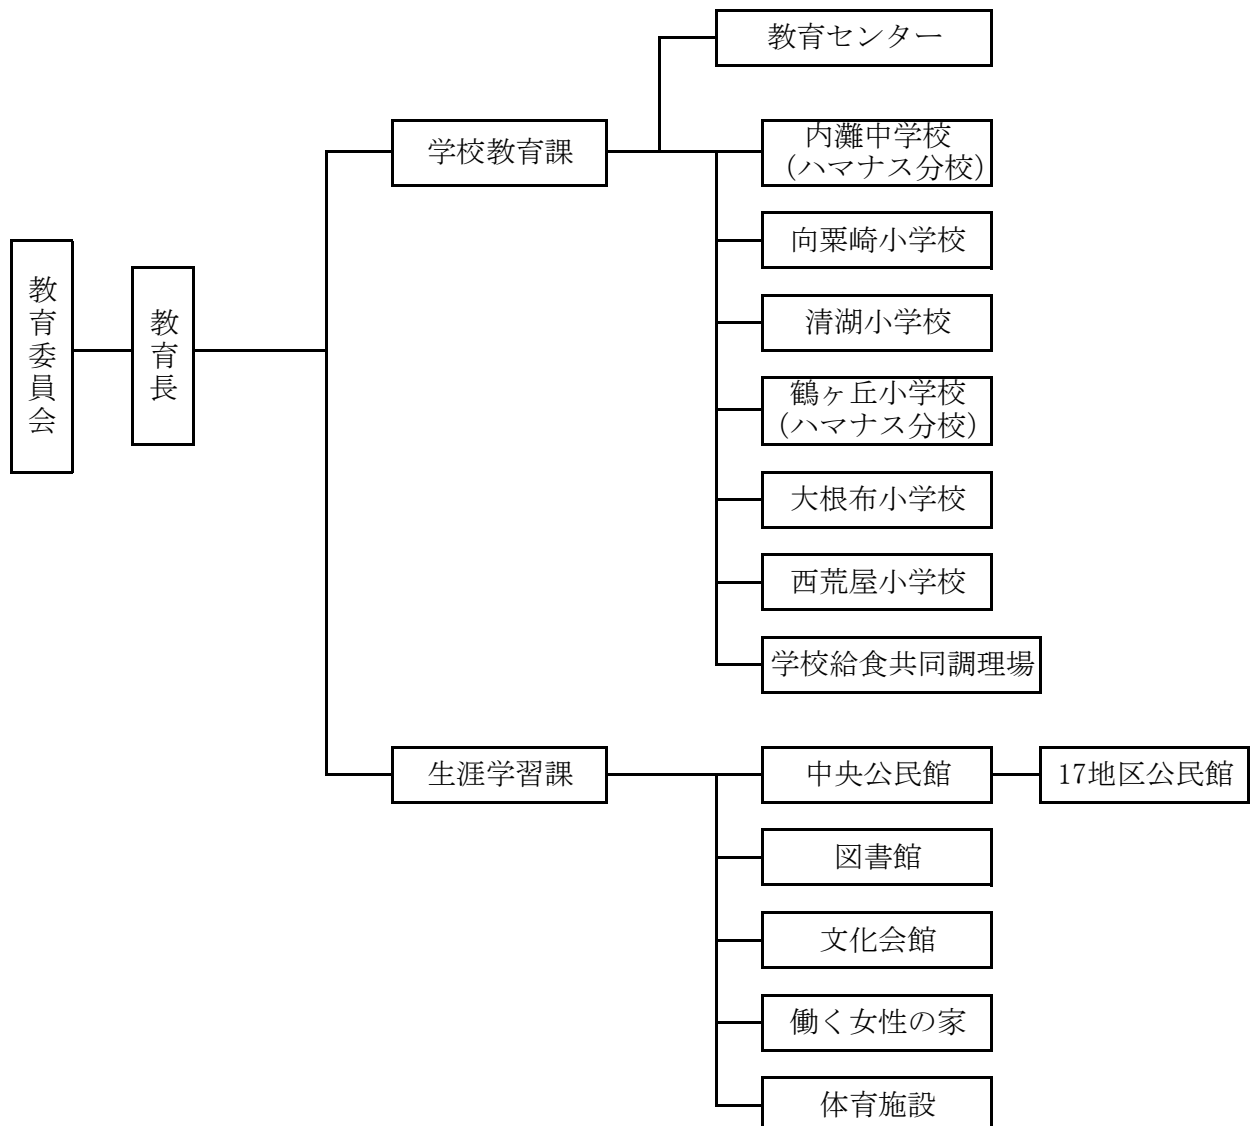 教育センター
学校教育課
内灘中学校
（ハマナス分校）
向粟崎小学校
清湖小学校
鶴ヶ丘小学校
（ハマナス分校）
大根布小学校
西荒屋小学校
学校給食共同調理場
教育委員会
教育長
生涯学習課
中央公民館
17地区公民館
図書館
文化会館
働く女性の家
体育施設